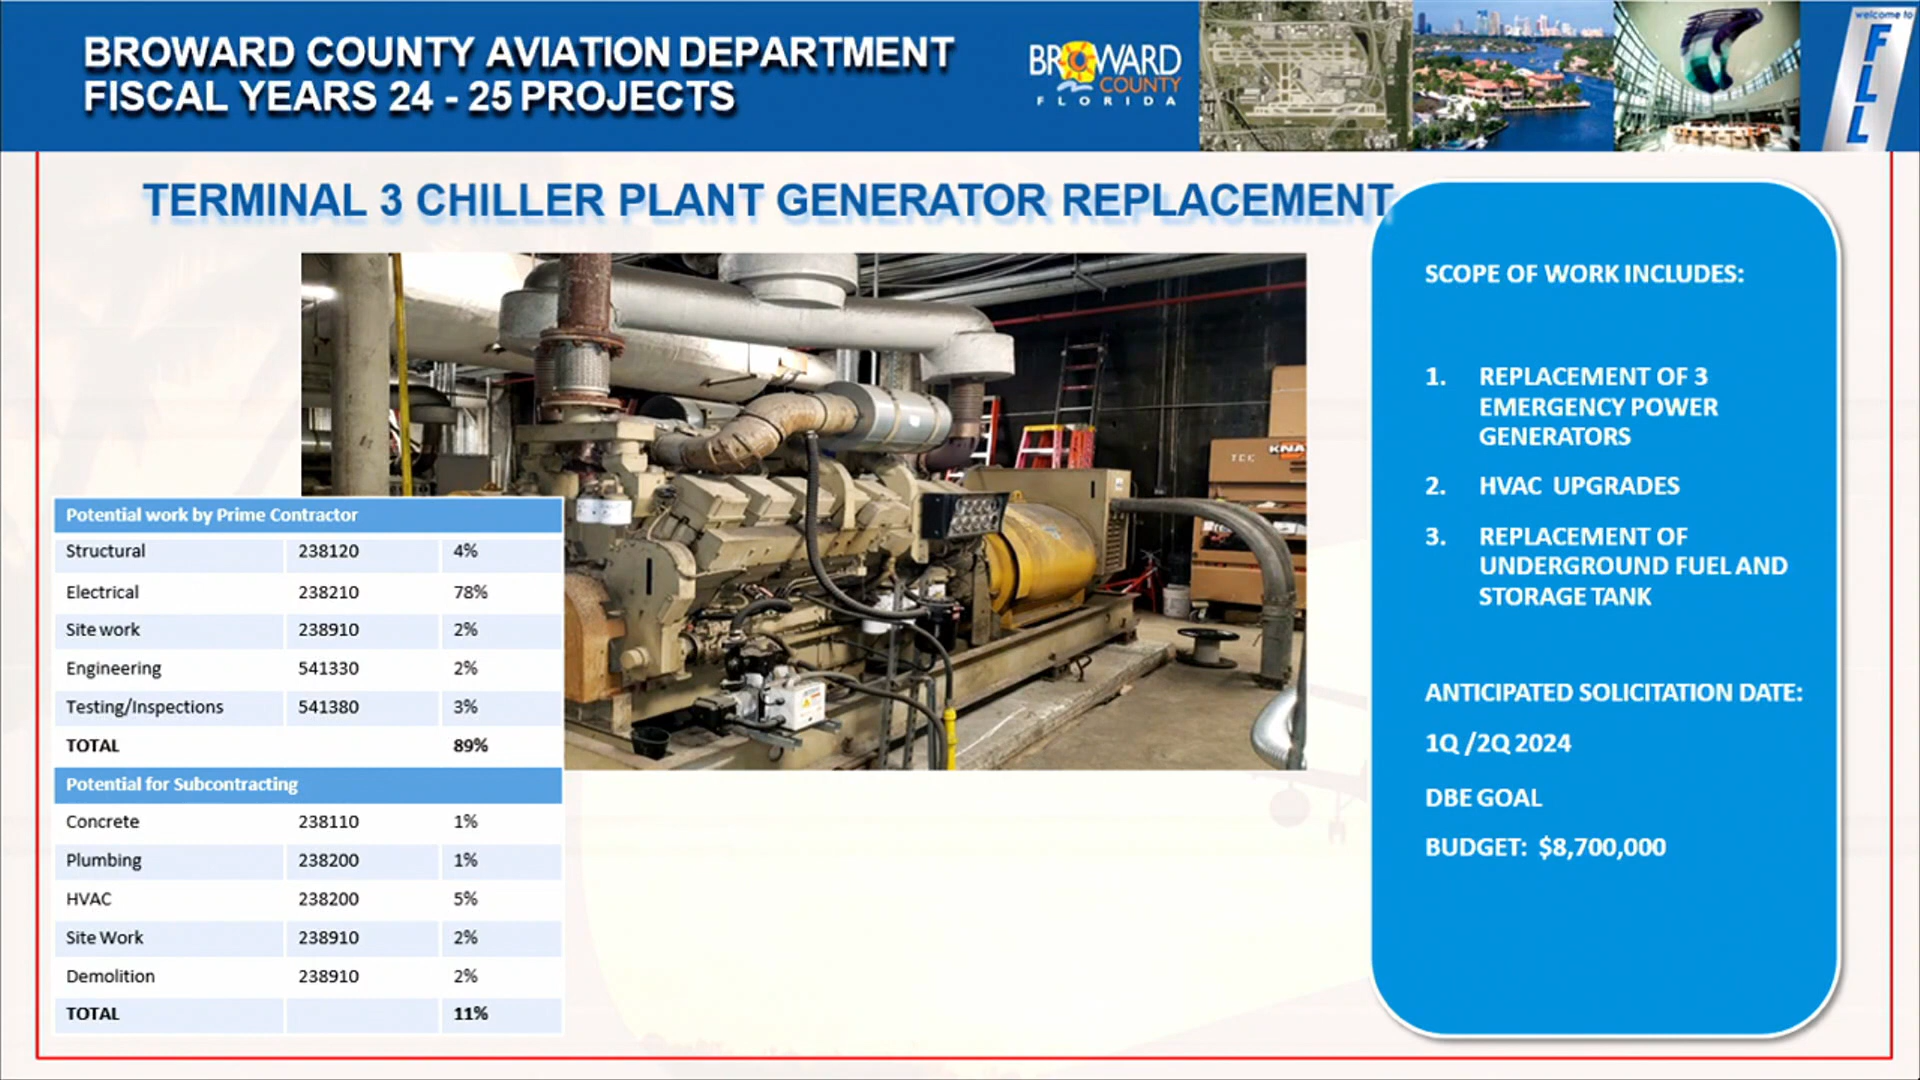 BROWARD COUNTY AVIATION DEPARTMENT
FISCAL YEARS 24 - 25 PROJECTS
BROWARD
COUNTY
FLORIDA
welcome to
FLL
TERMINAL 3 CHILLER PLANT GENERATOR REPLACEMENT
KNA
Potential work by Prime Contractor
Structural 238120 4%
Electrical 238210 78%
Site work 238910 2%
Engineering 541330 2%
Testing/Inspections 541380 3%
TOTAL 89%
Potential for Subcontracting
Concrete 238110 1%
Plumbing 238200 1%
HVAC 238200 5%
Site Work 238910 2%
Demolition 238910 2%
TOTAL 11%
SCOPE OF WORK INCLUDES:
1. REPLACEMENT OF 3
EMERGENCY POWER
GENERATORS
2. HVAC UPGRADES
3. REPLACEMENT OF
UNDERGROUND FUEL AND
STORAGE TANK
ANTICIPATED SOLICITATION DATE:
1Q /2Q 2024
DBE GOAL
BUDGET: $8,700,000